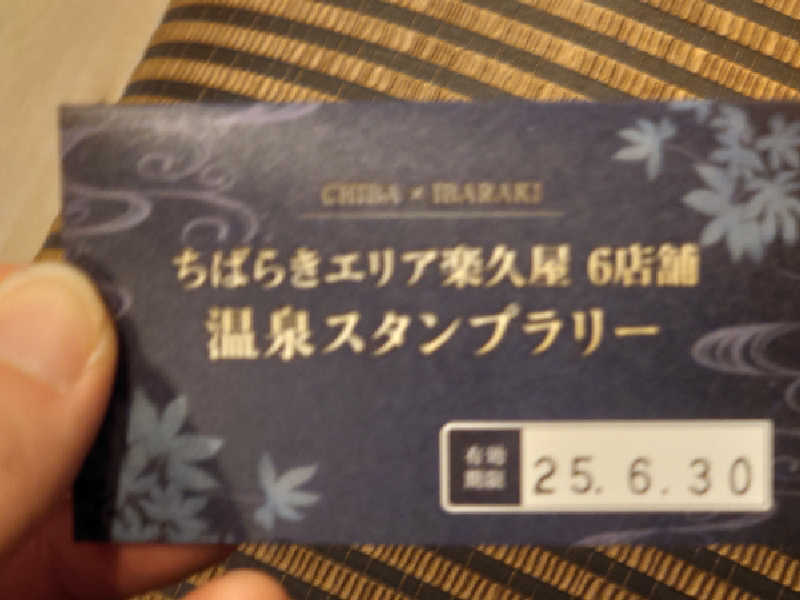 CHIBA × IBARAKI
ちばらきエリア楽久屋 6店舗
温泉スタンプラリー
有効
期限
25. 6. 30